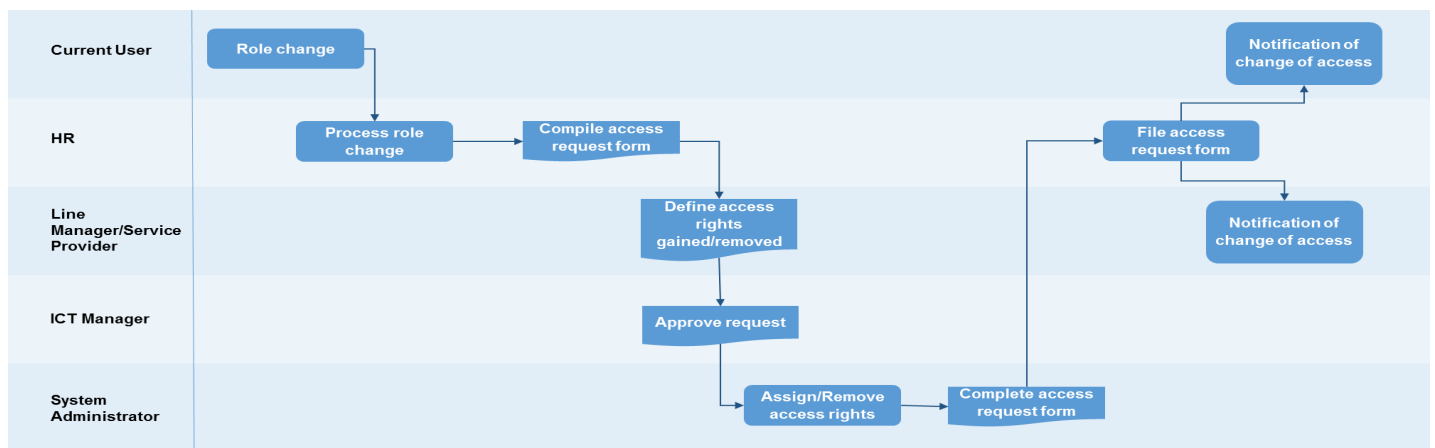 Current User
Role change
Notification of
change of access
HR
Process role
change
Compile access
request form
File access
request form
Line
Manager/Service
Provider
Define access
rights
gained/removed
Notification of
change of access
ICT Manager
Approve request
System
Administrator
Assign/Remove
access rights
Complete access
request form